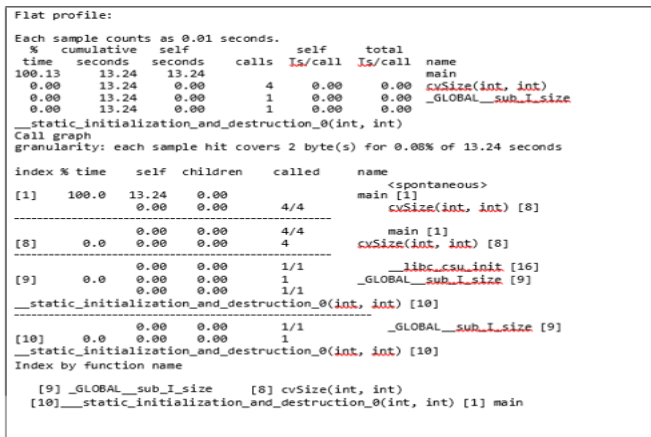 Flat profile:
Each sample counts as 0.01 seconds.
% cumulative self self total
time seconds seconds calls Ts/call Ts/call name
100.13 13.24 13.24 main
0.00 13.24 0.00 4 0.00 0.00 cvSize(int, int)
0.00 13.24 0.00 1 0.00 0.00 _GLOBAL__sub_I_size
0.00 13.24 0.00 1 0.00 0.00
__static_initialization_and_destruction_0(int, int)
Call graph
granularity: each sample hit covers 2 byte(s) for 0.08% of 13.24 seconds
index % time self children called name
<spontaneous>
[1] 100.0 13.24 0.00 main [1]
0.00 0.00 4/4 cvSize(int, int) [8]
-----------------------------------------------
0.00 0.00 4/4 main [1]
[8] 0.0 0.00 0.00 4 cvSize(int, int) [8]
-----------------------------------------------
0.00 0.00 1/1 __libc_csu_init [16]
[9] 0.0 0.00 0.00 1 _GLOBAL__sub_I_size [9]
0.00 0.00 1/1
__static_initialization_and_destruction_0(int, int) [10]
-----------------------------------------------
0.00 0.00 1/1 _GLOBAL__sub_I_size [9]
[10] 0.0 0.00 0.00 1
__static_initialization_and_destruction_0(int, int) [10]
Index by function name
[9] _GLOBAL__sub_I_size [8] cvSize(int, int)
[10]___static_initialization_and_destruction_0(int, int) [1] main